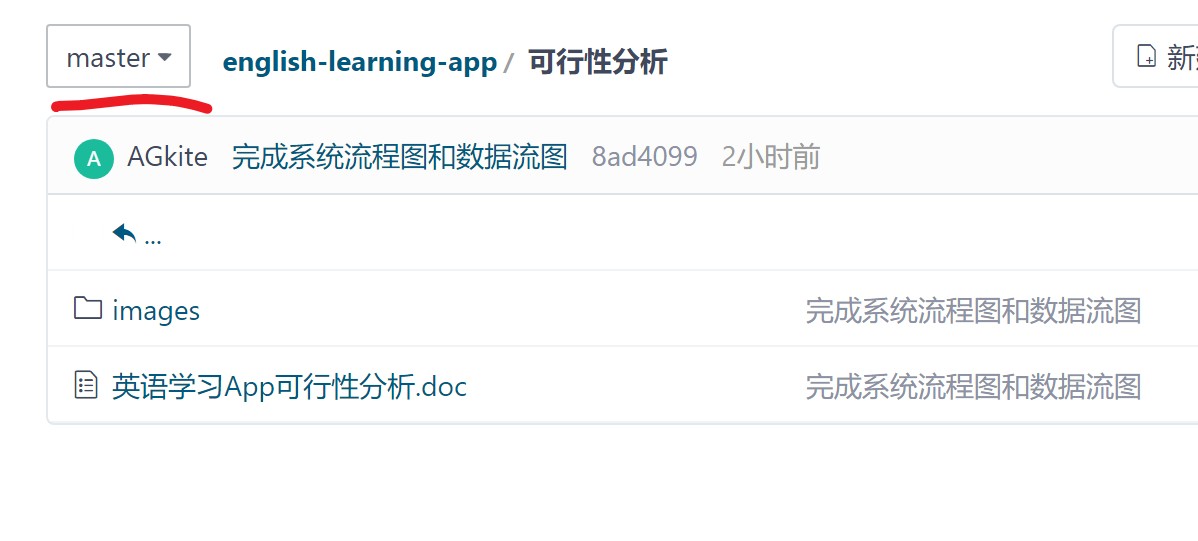 master
english-learning-app / 可行性分析
A AGkite 完成系统流程图和数据流图 8ad4099 2小时前
...
images 完成系统流程图和数据流图
英语学习App可行性分析.doc 完成系统流程图和数据流图
新